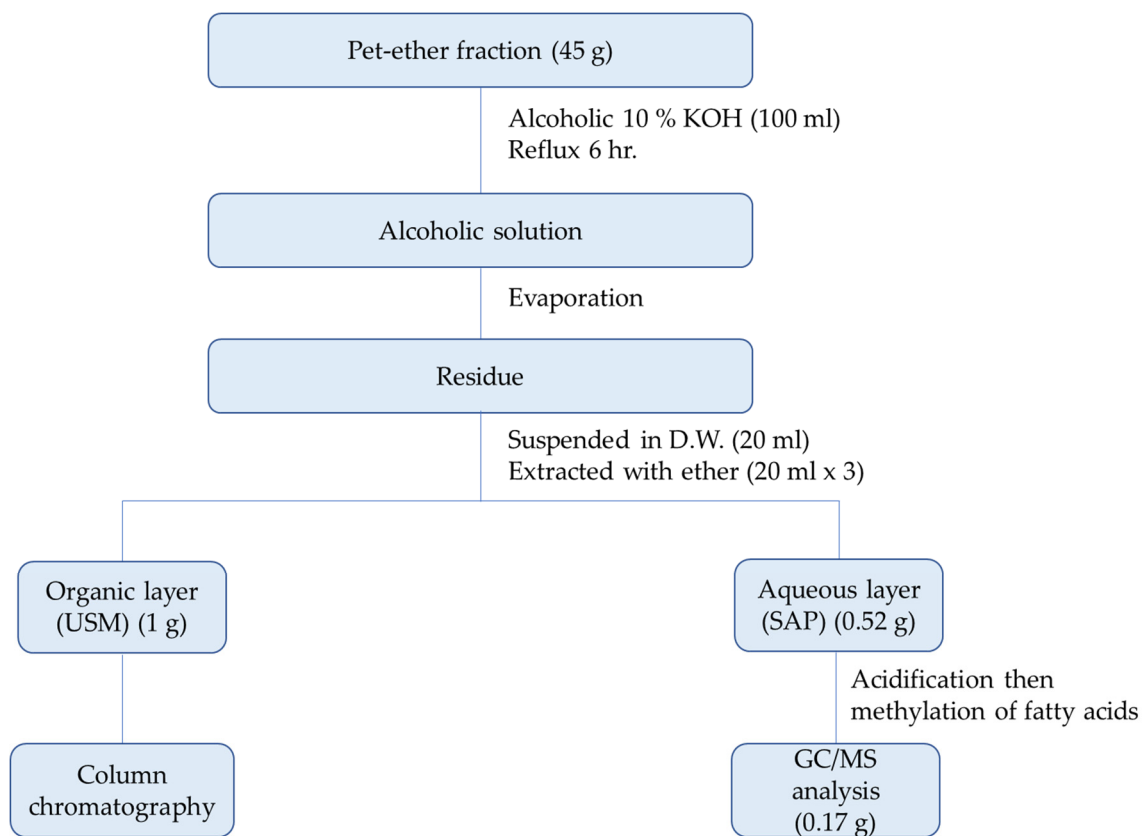 Pet-ether fraction (45 g)
Alcoholic 10 % KOH (100 ml)
Reflux 6 hr.
Alcoholic solution
Evaporation
Residue
Suspended in D.W. (20 ml)
Extracted with ether (20 ml x 3)
Organic layer
(USM) (1 g)
Aqueous layer
(SAP) (0.52 g)
Acidification then
methylation of fatty acids
Column
chromatography
GC/MS
analysis
(0.17 g)